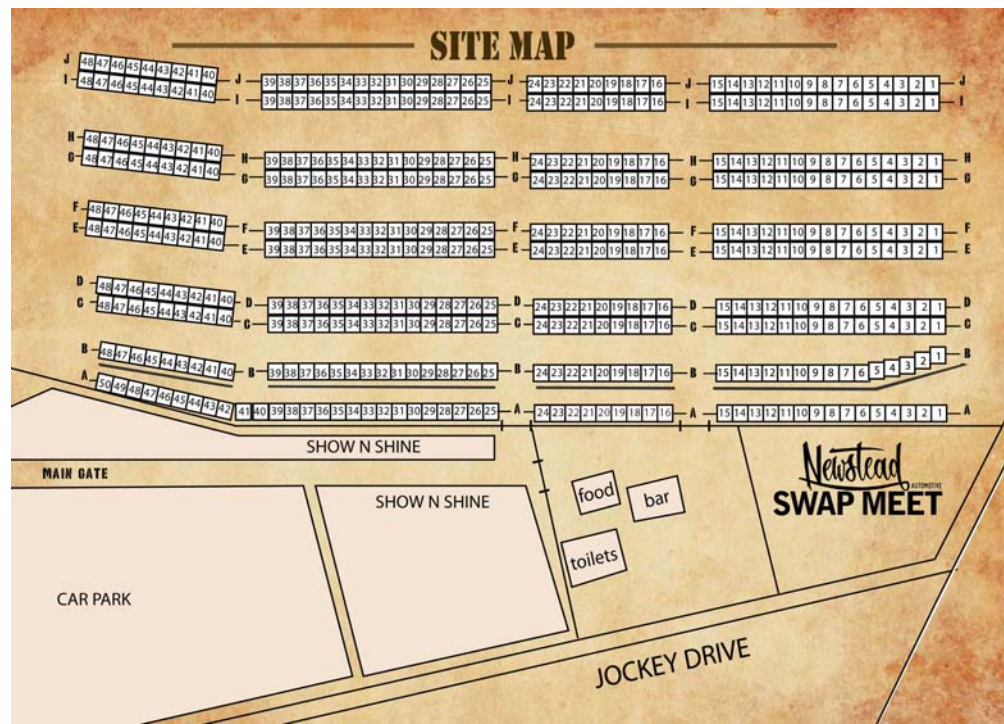 SITE MAP
J 48 47 46 45 44 43 42 41 40 J 39 38 37 36 35 34 33 32 31 30 29 28 27 26 25 J 24 23 22 21 20 19 18 17 16 J 15 14 13 12 11 10 9 8 7 6 5 4 3 2 1 J
I 48 47 46 45 44 43 42 41 40 I 39 38 37 36 35 34 33 32 31 30 29 28 27 26 25 I 24 23 22 21 20 19 18 17 16 I 15 14 13 12 11 10 9 8 7 6 5 4 3 2 1 I
H 48 47 46 45 44 43 42 41 40 H 39 38 37 36 35 34 33 32 31 30 29 28 27 26 25 H 24 23 22 21 20 19 18 17 16 H 15 14 13 12 11 10 9 8 7 6 5 4 3 2 1 H
G 48 47 46 45 44 43 42 41 40 G 39 38 37 36 35 34 33 32 31 30 29 28 27 26 25 G 24 23 22 21 20 19 18 17 16 G 15 14 13 12 11 10 9 8 7 6 5 4 3 2 1 G
F 48 47 46 45 44 43 42 41 40 F 39 38 37 36 35 34 33 32 31 30 29 28 27 26 25 F 24 23 22 21 20 19 18 17 16 F 15 14 13 12 11 10 9 8 7 6 5 4 3 2 1 F
E 48 47 46 45 44 43 42 41 40 E 39 38 37 36 35 34 33 32 31 30 29 28 27 26 25 E 24 23 22 21 20 19 18 17 16 E 15 14 13 12 11 10 9 8 7 6 5 4 3 2 1 E
D 48 47 46 45 44 43 42 41 40 D 39 38 37 36 35 34 33 32 31 30 29 28 27 26 25 D 24 23 22 21 20 19 18 17 16 D 15 14 13 12 11 10 9 8 7 6 5 4 3 2 1 D
C 48 47 46 45 44 43 42 41 40 C 39 38 37 36 35 34 33 32 31 30 29 28 27 26 25 C 24 23 22 21 20 19 18 17 16 C 15 14 13 12 11 10 9 8 7 6 5 4 3 2 1 C
B 48 47 46 45 44 43 42 41 40 B 39 38 37 36 35 34 33 32 31 30 29 28 27 26 25 B 24 23 22 21 20 19 18 17 16 B 15 14 13 12 11 10 9 8 7 6 5 4 3 2 1 B
A 50 49 48 47 46 45 44 43 42 41 40 39 38 37 36 35 34 33 32 31 30 29 28 27 26 25 A 24 23 22 21 20 19 18 17 16 A 15 14 13 12 11 10 9 8 7 6 5 4 3 2 1 A
SHOW N SHINE
MAIN GATE
SHOW N SHINE
food
bar
toilets
Newstead
AUTOMOTIVE
SWAP MEET
CAR PARK
JOCKEY DRIVE